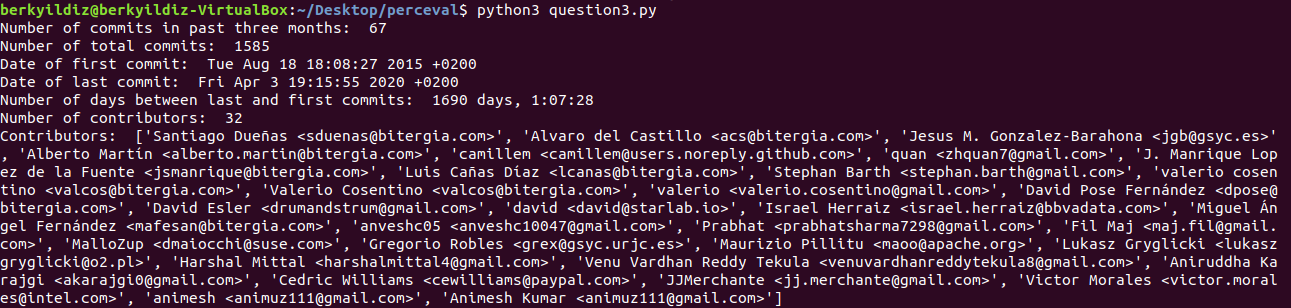 berkyildiz@berkyildiz-VirtualBox:~/Desktop/perceval$ python3 question3.py
Number of commits in past three months:  67
Number of total commits:  1585
Date of first commit:  Tue Aug 18 18:08:27 2015 +0200
Date of last commit:  Fri Apr 3 19:15:55 2020 +0200
Number of days between last and first commits:  1690 days, 1:07:28
Number of contributors:  32
Contributors:  ['Santiago Dueñas <sduenas@bitergia.com>', 'Alvaro del Castillo <acs@bitergia.com>', 'Jesus M. Gonzalez-Barahona <jgb@gsyc.es>'
, 'Alberto Martín <alberto.martin@bitergia.com>', 'camillem <camillem@users.noreply.github.com>', 'quan <zhquan7@gmail.com>', 'J. Manrique Lop
ez de la Fuente <jsmanrique@bitergia.com>', 'Luis Cañas Díaz <lcanas@bitergia.com>', 'Stephan Barth <stephan.barth@gmail.com>', 'valerio cosen
tino <valcos@bitergia.com>', 'Valerio Cosentino <valcos@bitergia.com>', 'valerio <valerio.cosentino@gmail.com>', 'David Pose Fernández <dpose@
bitergia.com>', 'David Esler <drumandstrum@gmail.com>', 'david <david@starlab.io>', 'Israel Herraiz <israel.herraiz@bbvadata.com>', 'Miguel Án
gel Fernández <mafesan@bitergia.com>', 'anveshc05 <anveshc10047@gmail.com>', 'Prabhat <prabhatsharma7298@gmail.com>', 'Fil Maj <maj.fil@gmail.
com>', 'MalloZup <dmaiocchi@suse.com>', 'Gregorio Robles <grex@gsyc.urjc.es>', 'Maurizio Pillitu <maoo@apache.org>', 'Lukasz Gryglicki <lukasz
gryglicki@o2.pl>', 'Harshal Mittal <harshalmittal4@gmail.com>', 'Venu Vardhan Reddy Tekula <venuvardhanreddytekula8@gmail.com>', 'Aniruddha Ka
rajgi <akarajgi0@gmail.com>', 'Cedric Williams <cewilliams@paypal.com>', 'JJMerchante <jj.merchante@gmail.com>', 'Victor Morales <victor.moral
es@intel.com>', 'animesh <animuz111@gmail.com>', 'Animesh Kumar <animuz111@gmail.com>']